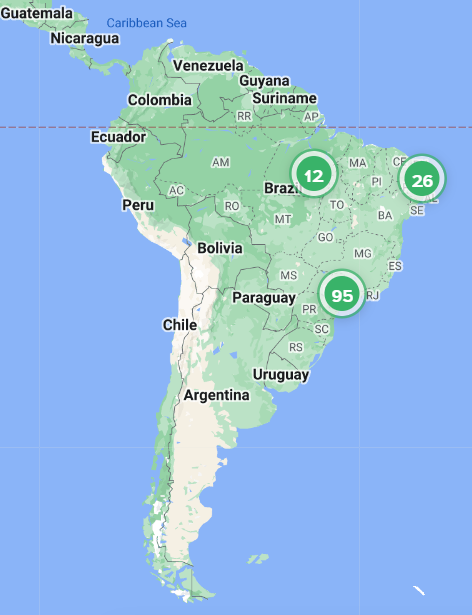 Guatemala
Caribbean Sea
Nicaragua
Venezuela
Guyana
Colombia
Suriname
RR
AP
Ecuador
AM
MA
CE
12
26
Brazil
PI
AC
Peru
RO
TO
MT
BA
SE
GO
Bolivia
MG
ES
MS
95
Paraguay
RJ
PR
Chile
SC
RS
Uruguay
Argentina